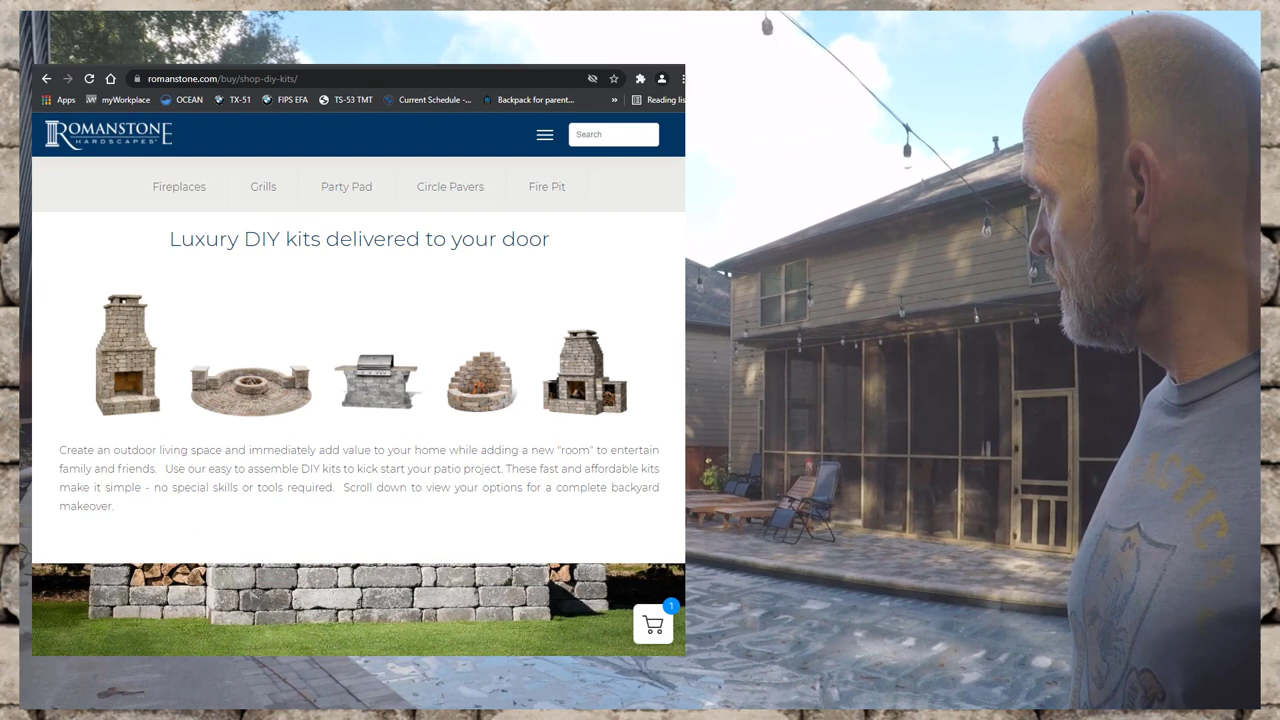 romanstone.com/buy/shop-diy-kits/
Apps myWorkplace OCEAN TX-51 FIPS EFA TS-53 TMT Current Schedule -... Backpack for parent... » Reading lis
ROMANSTONE
HARDSCAPES
Search
Fireplaces Grills Party Pad Circle Pavers Fire Pit
Luxury DIY kits delivered to your door
Create an outdoor living space and immediately add value to your home while adding a new "room" to entertain
family and friends. Use our easy to assemble DIY kits to kick start your patio project. These fast and affordable kits
make it simple - no special skills or tools required. Scroll down to view your options for a complete backyard
makeover.
1